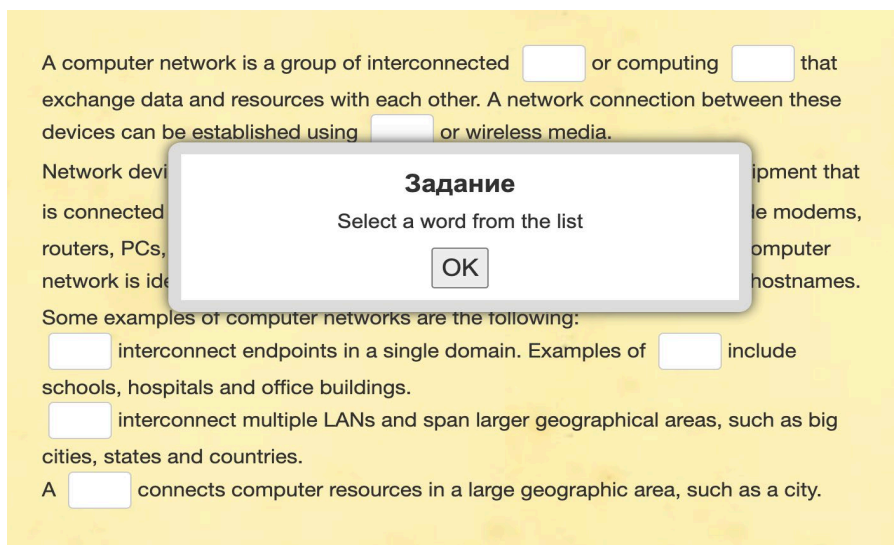 A computer network is a group of interconnected or computing that
exchange data and resources with each other. A network connection between these
devices can be established using or wireless media.
Network devi ipment that
is connected le modems,
routers, PCs, omputer
network is ide hostnames.
Задание
Select a word from the list
OK
Some examples of computer networks are the following:
interconnect endpoints in a single domain. Examples of include
schools, hospitals and office buildings.
interconnect multiple LANs and span larger geographical areas, such as big
cities, states and countries.
A connects computer resources in a large geographic area, such as a city.